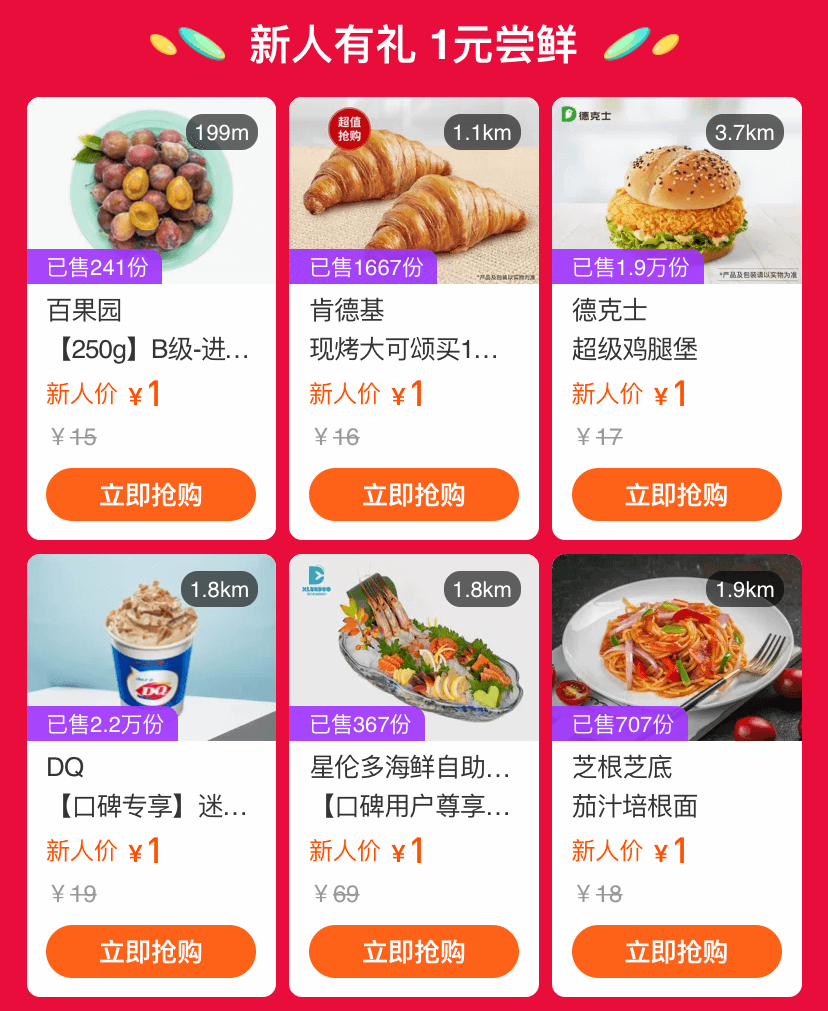 新人有礼 1元尝鲜
199m
已售241份
百果园
【250g】B级-进...
新人价 ¥1
¥15
立即抢购
超值
抢购
1.1km
*产品及包装以实物为准
已售1667份
肯德基
现烤大可颂买1...
新人价 ¥1
¥16
立即抢购
德克士
3.7km
*产品及包装请以实物为准
已售1.9万份
德克士
超级鸡腿堡
新人价 ¥1
¥17
立即抢购
1.8km
DQ
已售2.2万份
DQ
【口碑专享】迷...
新人价 ¥1
¥19
立即抢购
1.8km
已售367份
星伦多海鲜自助...
【口碑用户尊享...
新人价 ¥1
¥69
立即抢购
1.9km
已售707份
芝根芝底
茄汁培根面
新人价 ¥1
¥18
立即抢购